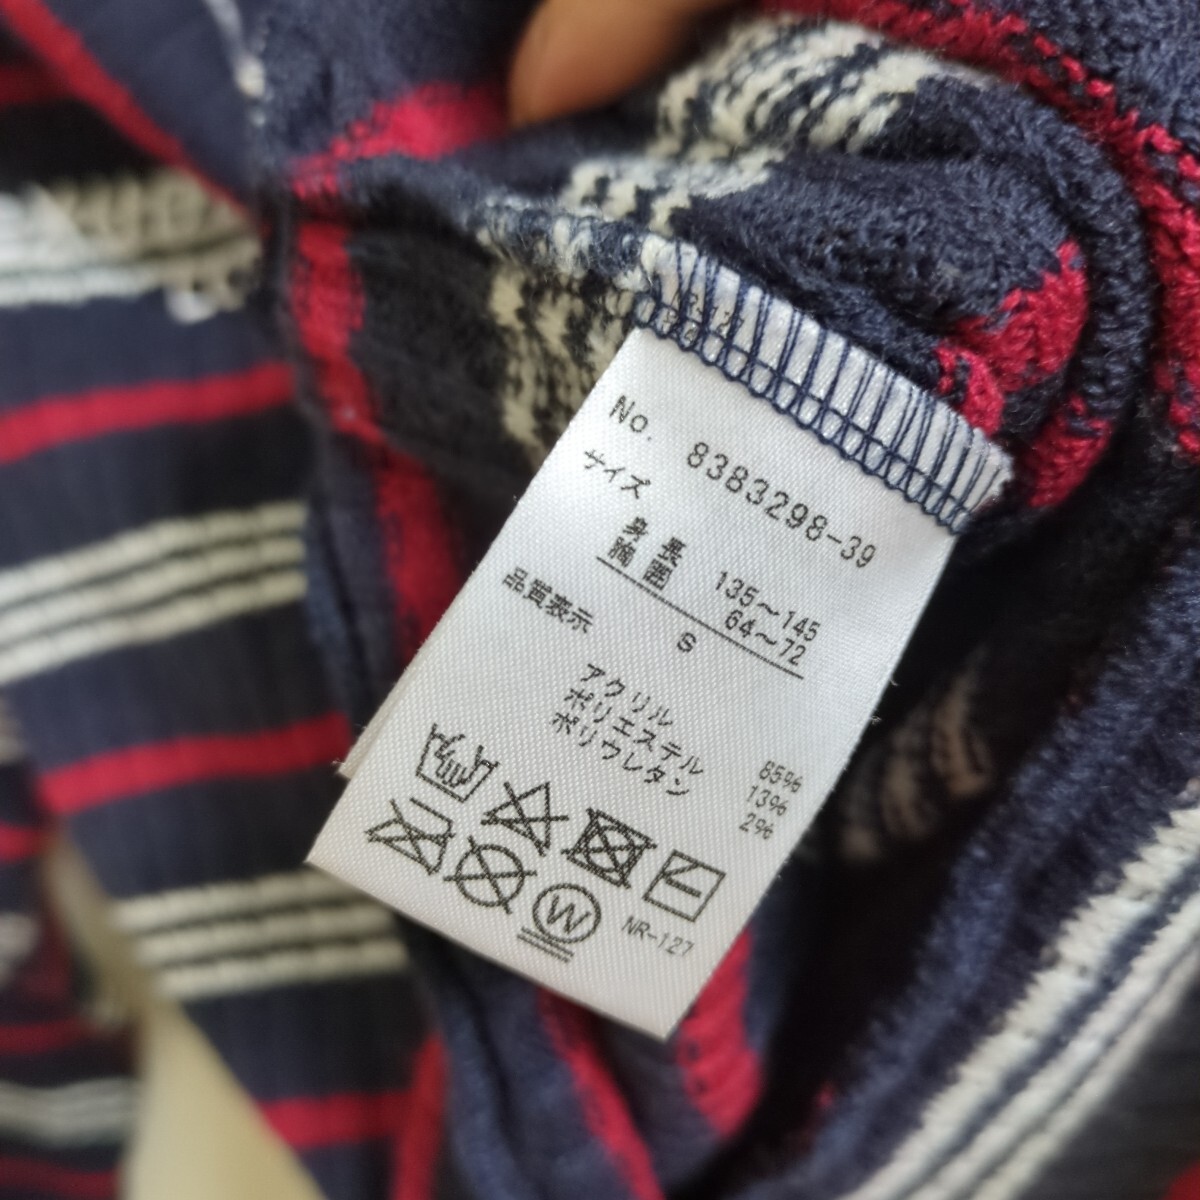 No. 8383298-39
サイズ
身長 135～145
胸囲 64～72
S
品質表示
アクリル 85%
ポリエステル 13%
ポリウレタン 2%
W
NR-127